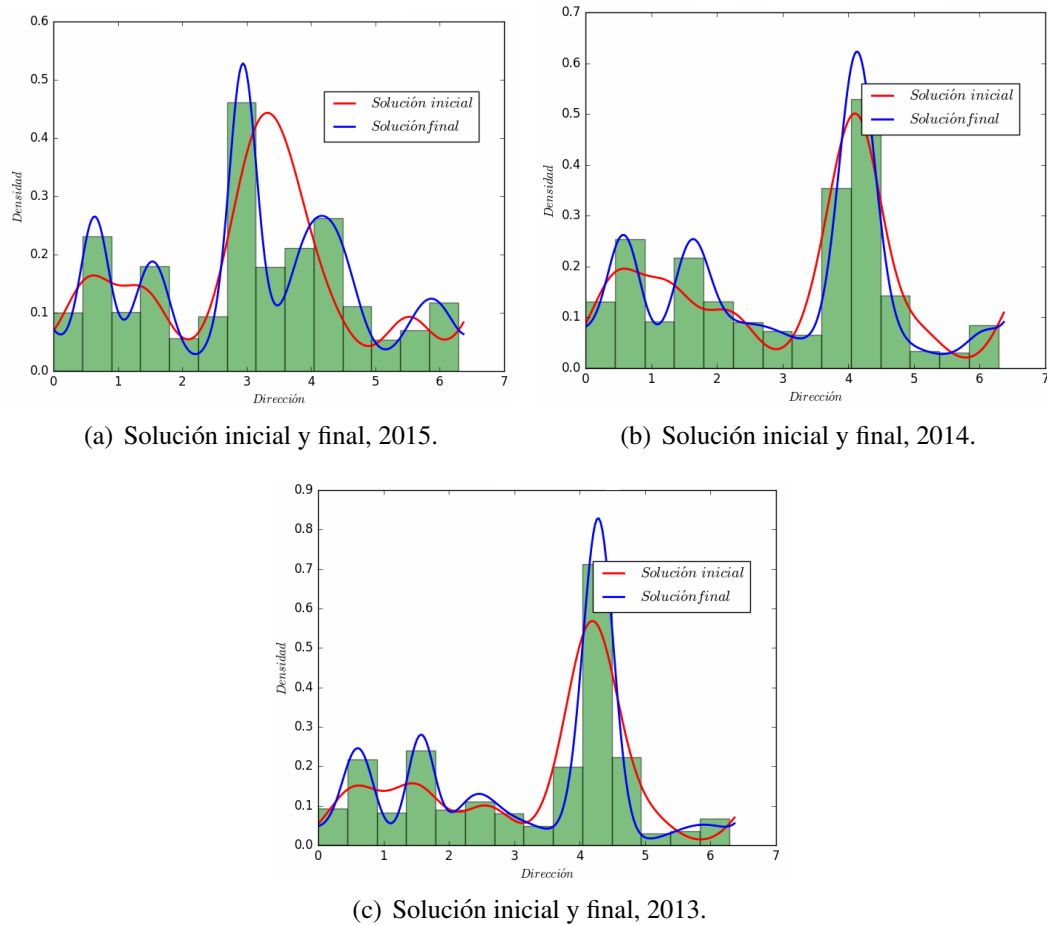 0.6
0.5
0.4
0.3
0.2
0.1
0.0
Densidad
0 1 2 3 4 5 6 7
Dirección
Solución inicial
Soluciónfinal
(a) Solución inicial y final, 2015.
0.7
0.6
0.5
0.4
0.3
0.2
0.1
0.0
Densidad
0 1 2 3 4 5 6 7
Dirección
Solución inicial
Soluciónfinal
(b) Solución inicial y final, 2014.
0.9
0.8
0.7
0.6
0.5
0.4
0.3
0.2
0.1
0.0
Densidad
0 1 2 3 4 5 6 7
Dirección
Solución inicial
Soluciónfinal
(c) Solución inicial y final, 2013.